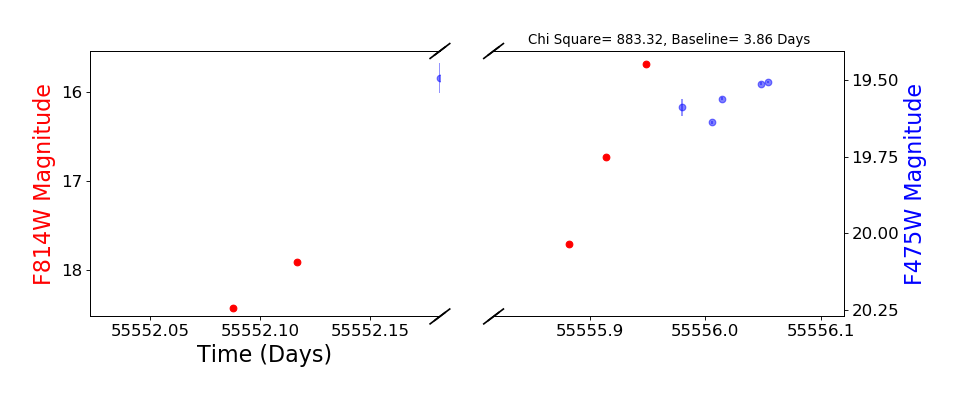 Chi Square= 883.32, Baseline= 3.86 Days
F814W Magnitude
16
17
18
19.50
19.75
20.00
20.25
F475W Magnitude
55552.05 55552.10 55552.15 55555.9 55556.0 55556.1
Time (Days)